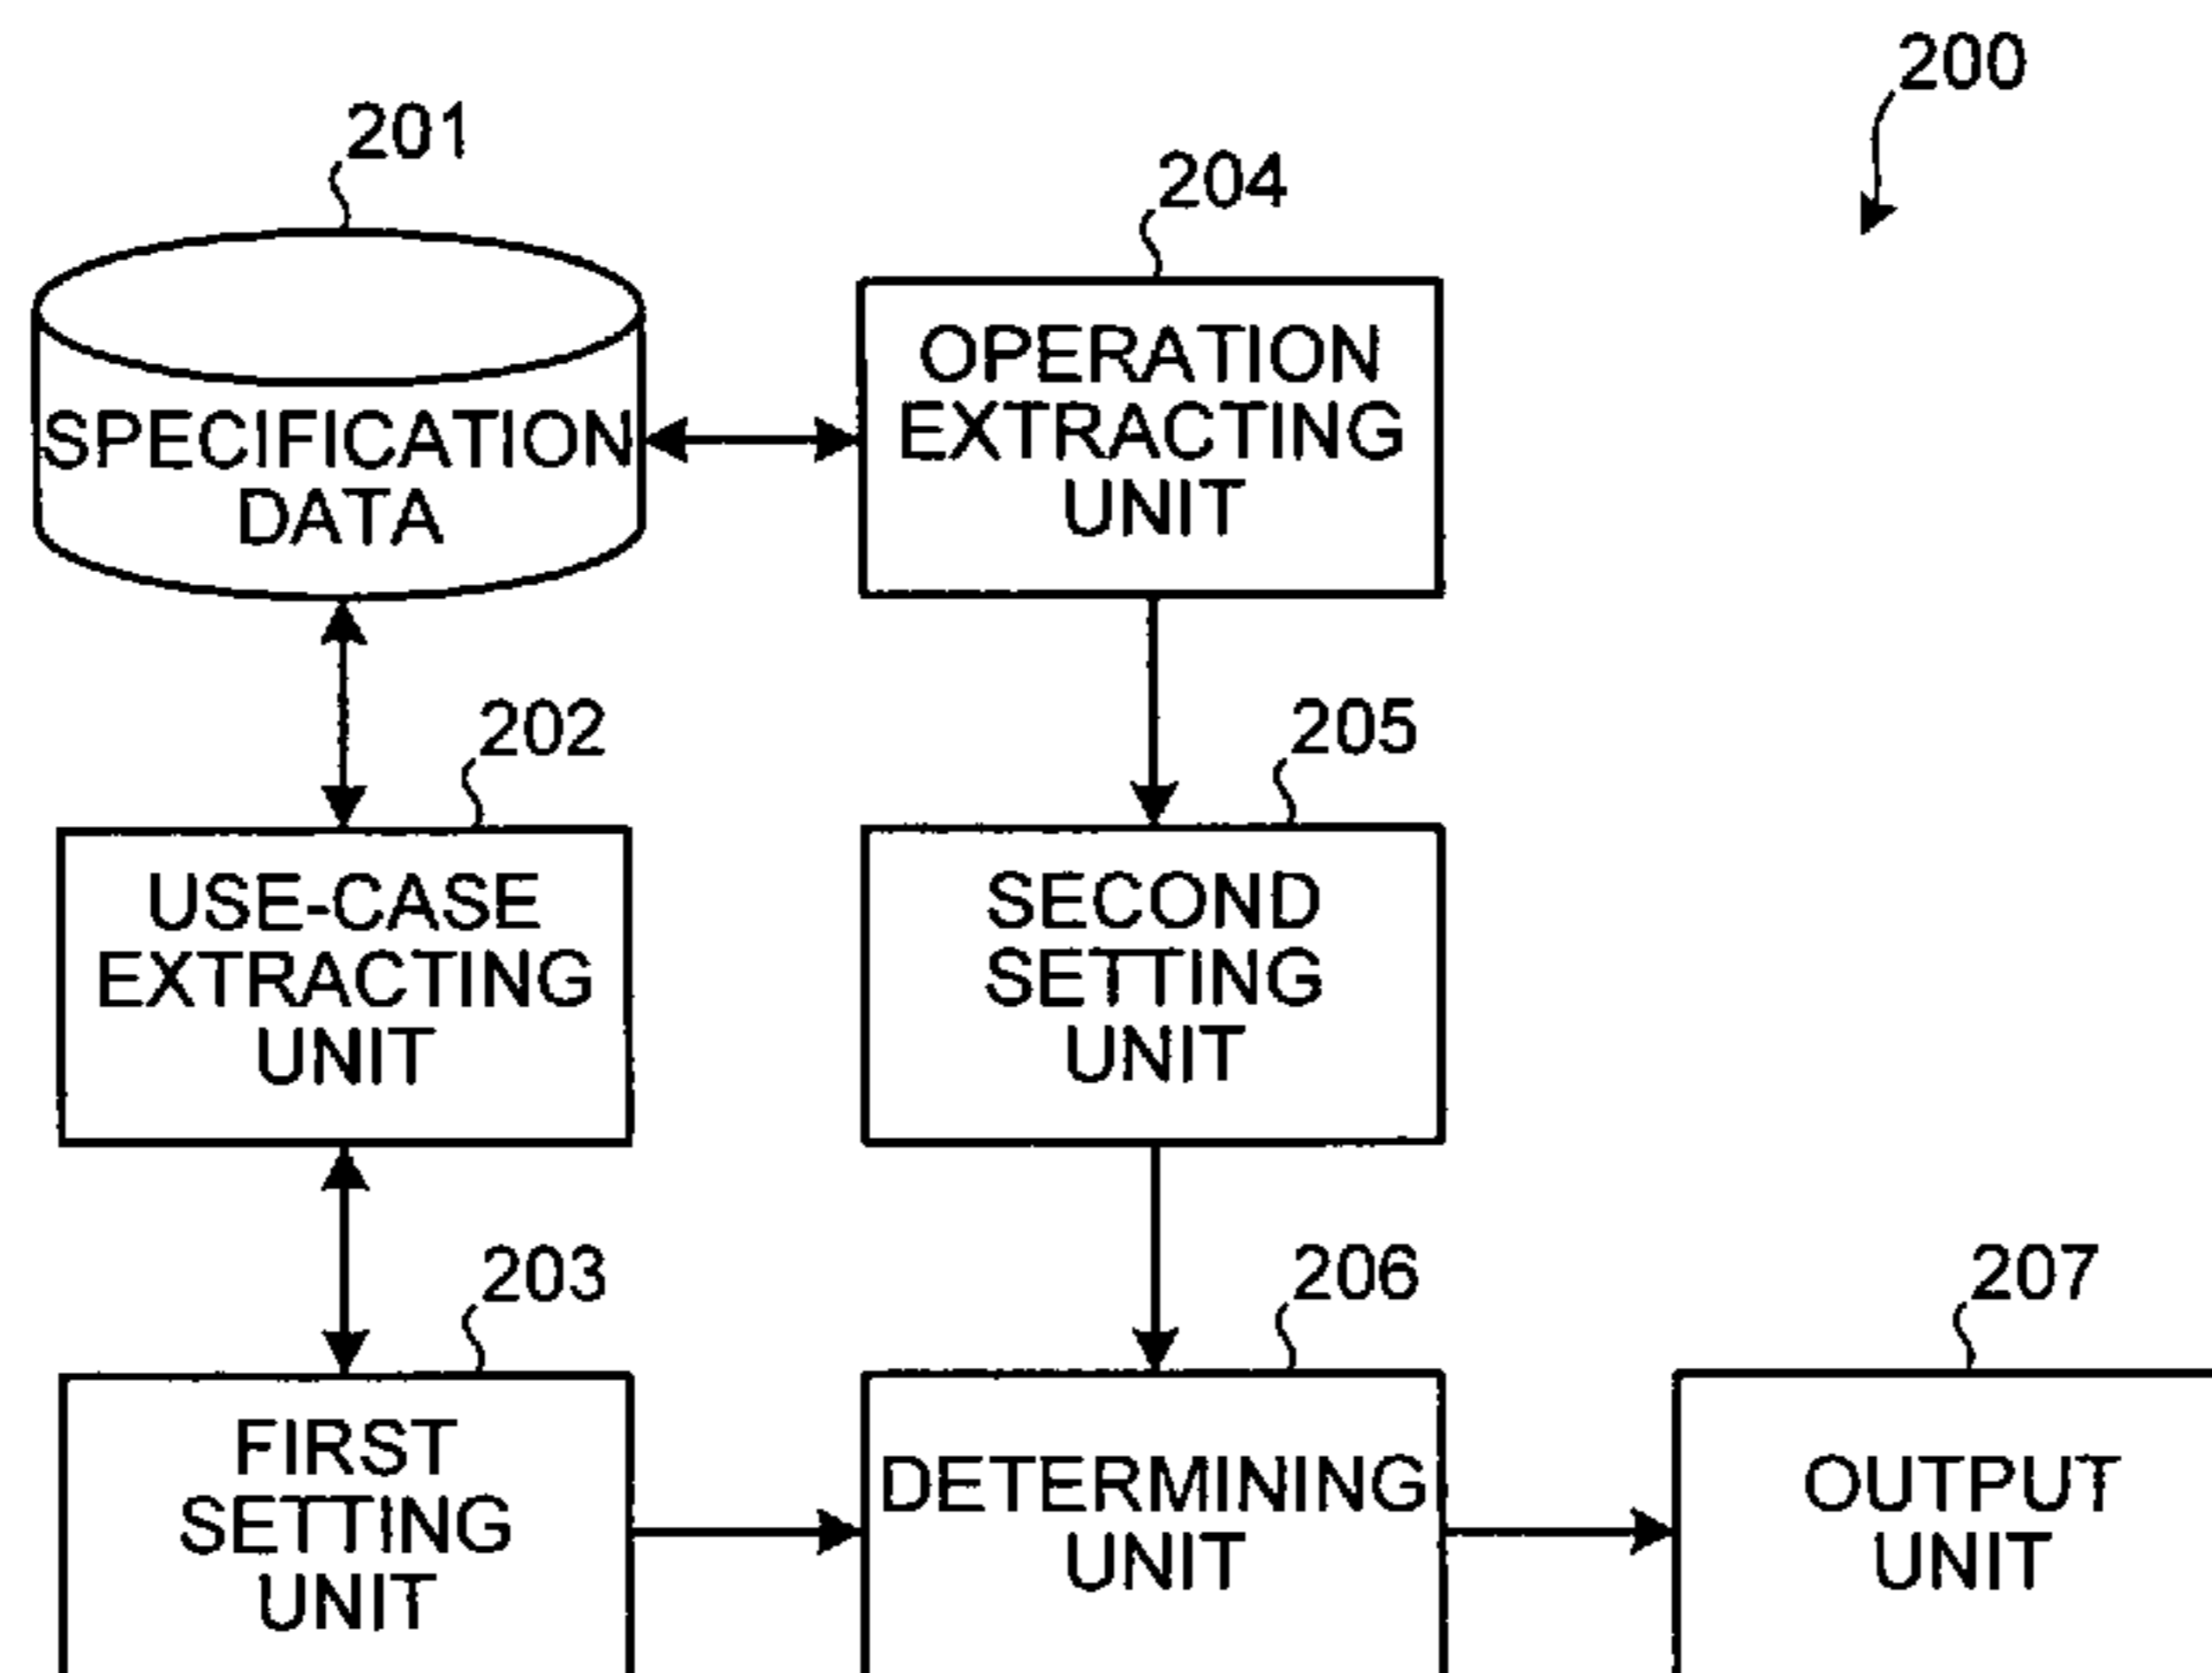 200
201
SPECIFICATION
DATA
204
OPERATION
EXTRACTING
UNIT
202
USE-CASE
EXTRACTING
UNIT
205
SECOND
SETTING
UNIT
203
FIRST
SETTING
UNIT
206
DETERMINING
UNIT
207
OUTPUT
UNIT